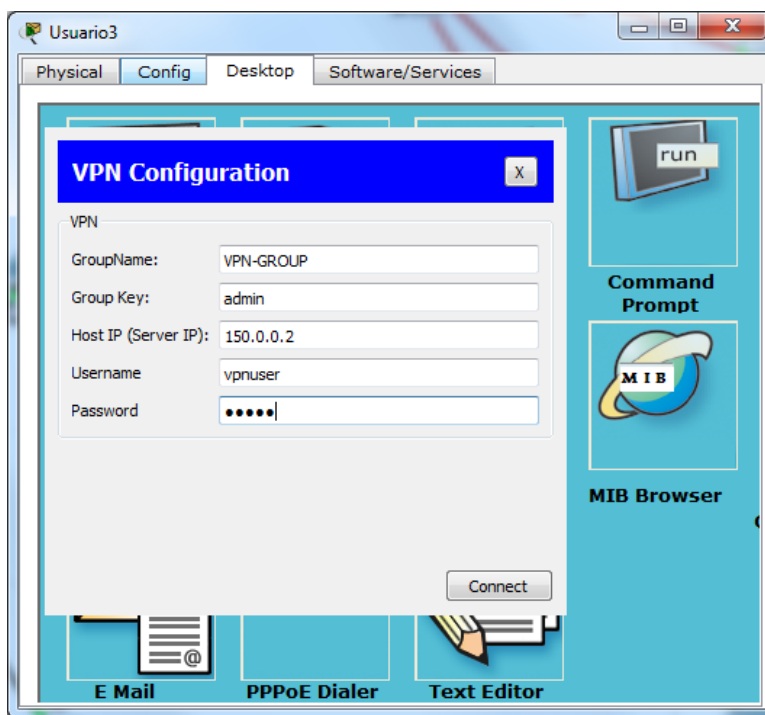 Usuario3
Physical Config Desktop Software/Services
VPN Configuration X
VPN
GroupName: VPN-GROUP
Group Key: admin
Host IP (Server IP): 150.0.0.2
Username vpnuser
Password •••••
Connect
run
Command
Prompt
MIB
MIB Browser
@
E Mail
PPPoE Dialer
Text Editor